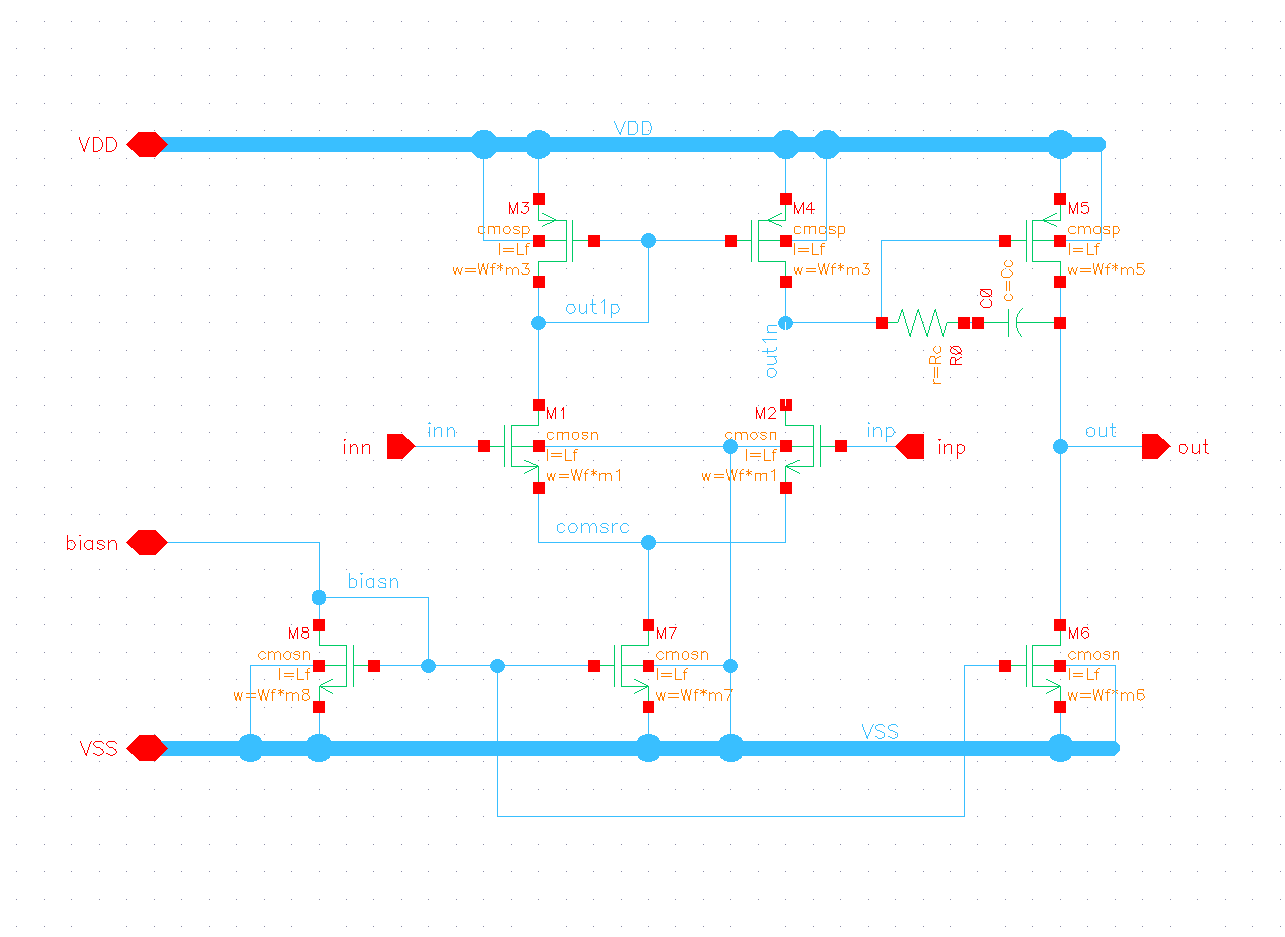 VDD
VDD
M3
cmosp
l=Lf
w=Wf*m3
M4
cmosp
l=Lf
w=Wf*m3
M5
cmosp
l=Lf
w=Wf*m5
out1p
out1n
r=Rc
R0
C0
c=Cc
inn
inn
M1
cmosn
l=Lf
w=Wf*m1
M2
cmosn
l=Lf
w=Wf*m1
inp
inp
out
out
comsrc
biasn
biasn
M8
cmosn
l=Lf
w=Wf*m8
M7
cmosn
l=Lf
w=Wf*m7
M6
cmosn
l=Lf
w=Wf*m6
VSS
VSS